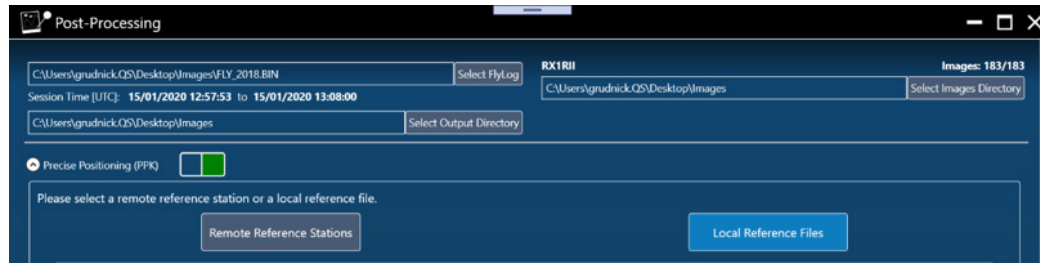 Post-Processing
C:\Users\grudnick.QS\Desktop\Images\FLY_2018.BIN
Select FlyLog
Session Time [UTC]: 15/01/2020 12:57:53 to 15/01/2020 13:08:00
C:\Users\grudnick.QS\Desktop\Images
Select Output Directory
RX1RII
Images: 183/183
C:\Users\grudnick.QS\Desktop\Images
Select Images Directory
Precise Positioning (PPK)
Please select a remote reference station or a local reference file.
Remote Reference Stations
Local Reference Files